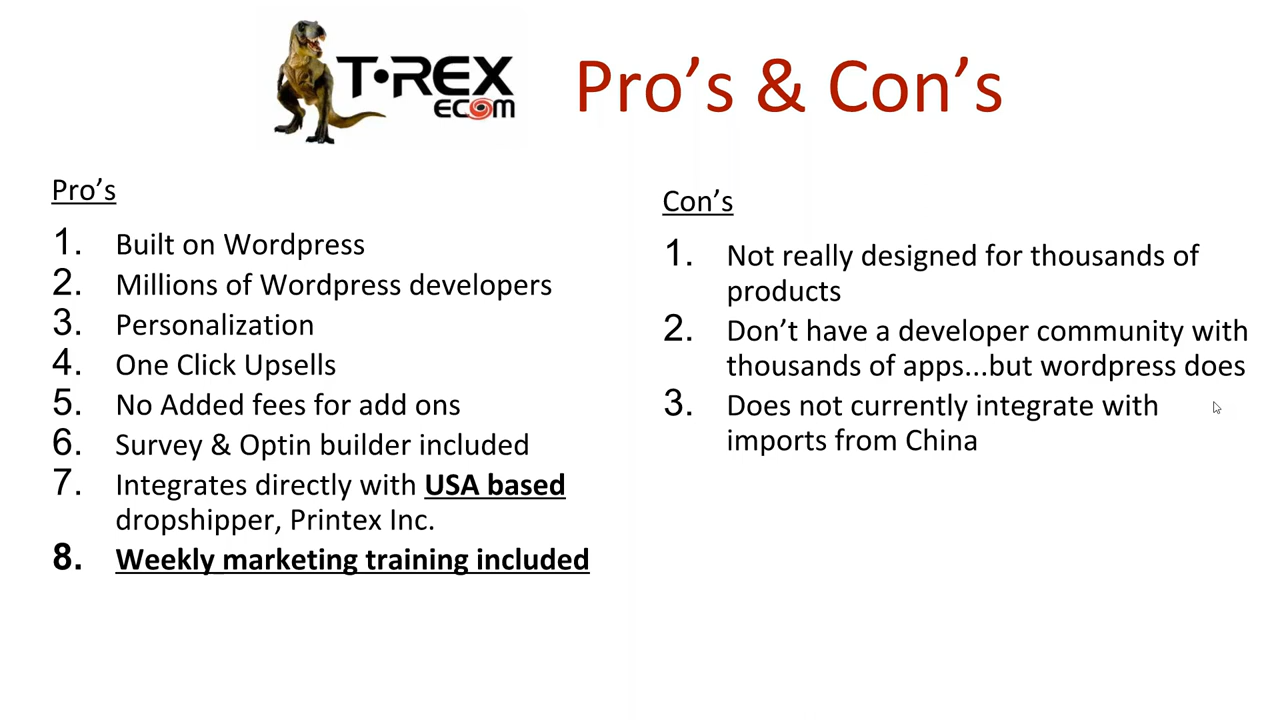 T•REX
ECOM
Pro’s & Con’s
Pro’s
1. Built on Wordpress
2. Millions of Wordpress developers
3. Personalization
4. One Click Upsells
5. No Added fees for add ons
6. Survey & Optin builder included
7. Integrates directly with USA based
dropshipper, Printex Inc.
8. Weekly marketing training included
Con’s
1. Not really designed for thousands of
products
2. Don’t have a developer community with
thousands of apps...but wordpress does
3. Does not currently integrate with
imports from China